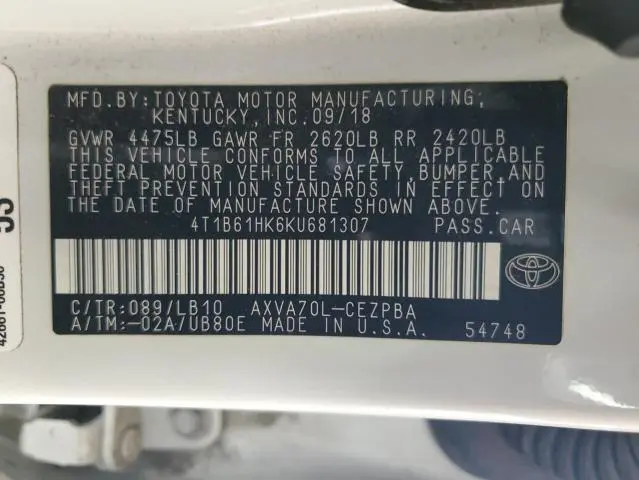 MFD.BY:TOYOTA MOTOR MANUFACTURING,
KENTUCKY, INC. 09/18
GVWR 4475LB GAWR FR 2620LB RR 2420LB
THIS VEHICLE CONFORMS TO ALL APPLICABLE
FEDERAL MOTOR VEHICLE SAFETY, BUMPER, AND
THEFT PREVENTION STANDARDS IN EFFECT ON
THE DATE OF MANUFACTURE SHOWN ABOVE.
4T1B61HK6KU681307 PASS.CAR
C/TR:089/LB10 AXVA70L-CEZPBA
A/TM:-02A/UB80E MADE IN U.S.A. 54748